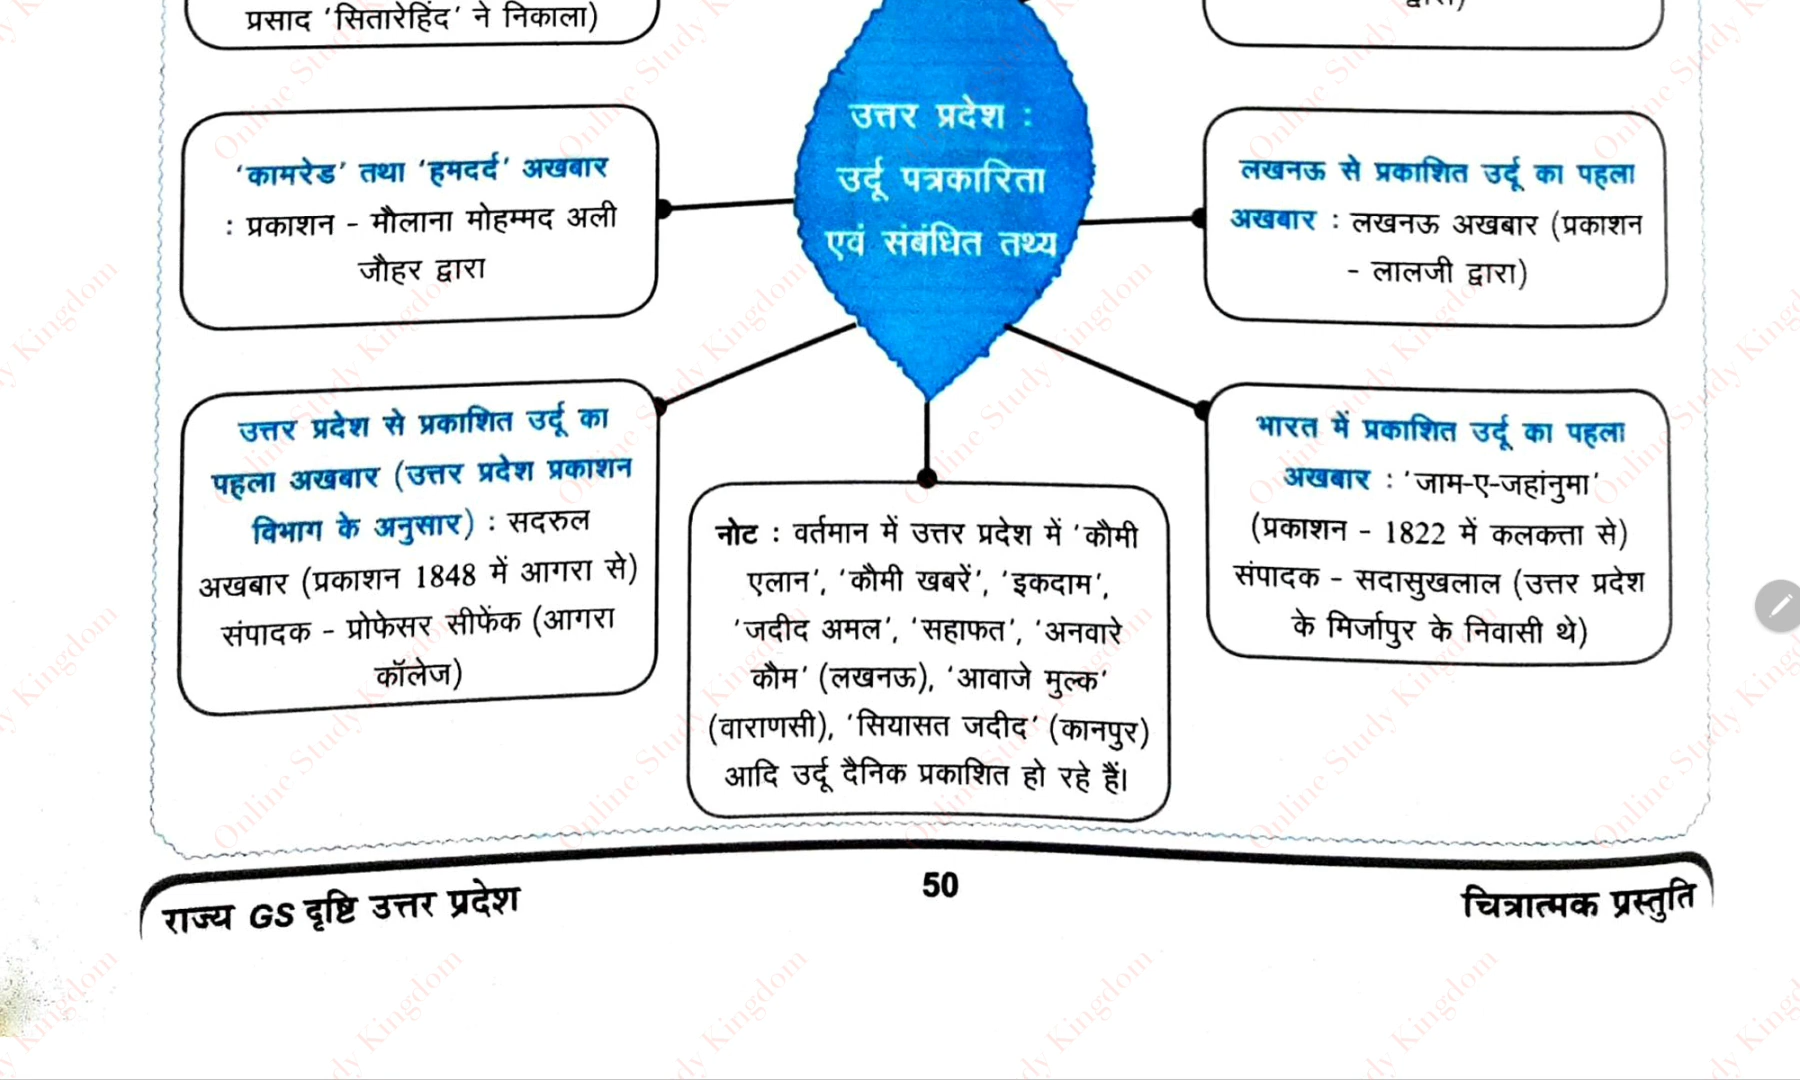 प्रसाद 'सितारेहिंद' ने निकाला)
उत्तर प्रदेश :
उर्दू पत्रकारिता
एवं संबंधित तथ्य
'कामरेड' तथा 'हमदर्द' अखबार
: प्रकाशन - मौलाना मोहम्मद अली
जौहर द्वारा
लखनऊ से प्रकाशित उर्दू का पहला
अखबार : लखनऊ अखबार (प्रकाशन
- लालजी द्वारा)
उत्तर प्रदेश से प्रकाशित उर्दू का
पहला अखबार (उत्तर प्रदेश प्रकाशन
विभाग के अनुसार) : सदरुल
अखबार (प्रकाशन 1848 में आगरा से)
संपादक - प्रोफेसर सीफेंक (आगरा
कॉलेज)
नोट : वर्तमान में उत्तर प्रदेश में 'कौमी
एलान', 'कौमी खबरें', 'इकदाम',
'जदीद अमल', 'सहाफत', 'अनवारे
कौम' (लखनऊ), 'आवाजे मुल्क'
(वाराणसी), 'सियासत जदीद' (कानपुर)
आदि उर्दू दैनिक प्रकाशित हो रहे हैं।
भारत में प्रकाशित उर्दू का पहला
अखबार : 'जाम-ए-जहांनुमा'
(प्रकाशन - 1822 में कलकत्ता से)
संपादक - सदासुखलाल (उत्तर प्रदेश
के मिर्जापुर के निवासी थे)
राज्य GS दृष्टि उत्तर प्रदेश
50
चित्रात्मक प्रस्तुति
Online Study Kingdom